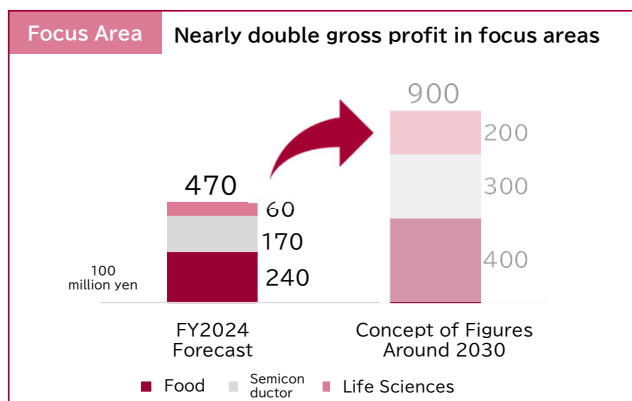 Focus Area
Nearly double gross profit in focus areas
900
200
470
300
60
170
400
240
100
million yen
FY2024
Forecast
Concept of Figures
Around 2030
Food
Semicon
ductor
Life Sciences